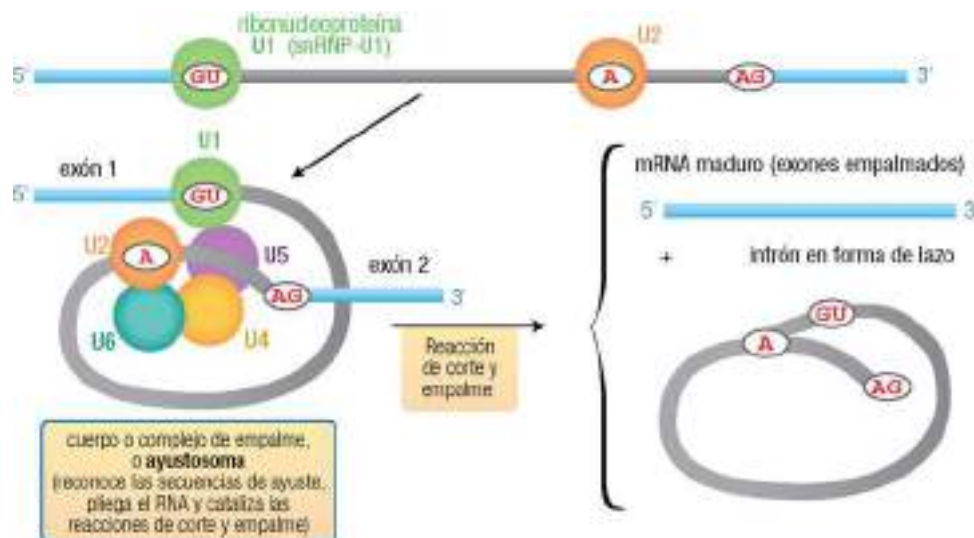 ribonucleoproteína
U1 (snRNP-U1)
U2
5'
GU
A
AG
3'
U1
exón 1
5'
GU
U2
A
U5
AG
exón 2
3'
U6
U4
Reacción
de corte y
empalme
cuerpo o complejo de empalme,
o ayustosoma
(reconoce las secuencias de ayuste,
pliega el RNA y cataliza las
reacciones de corte y empalme)
mRNA maduro (exones empalmados)
5'
3'
+ intrón en forma de lazo
GU
A
AG